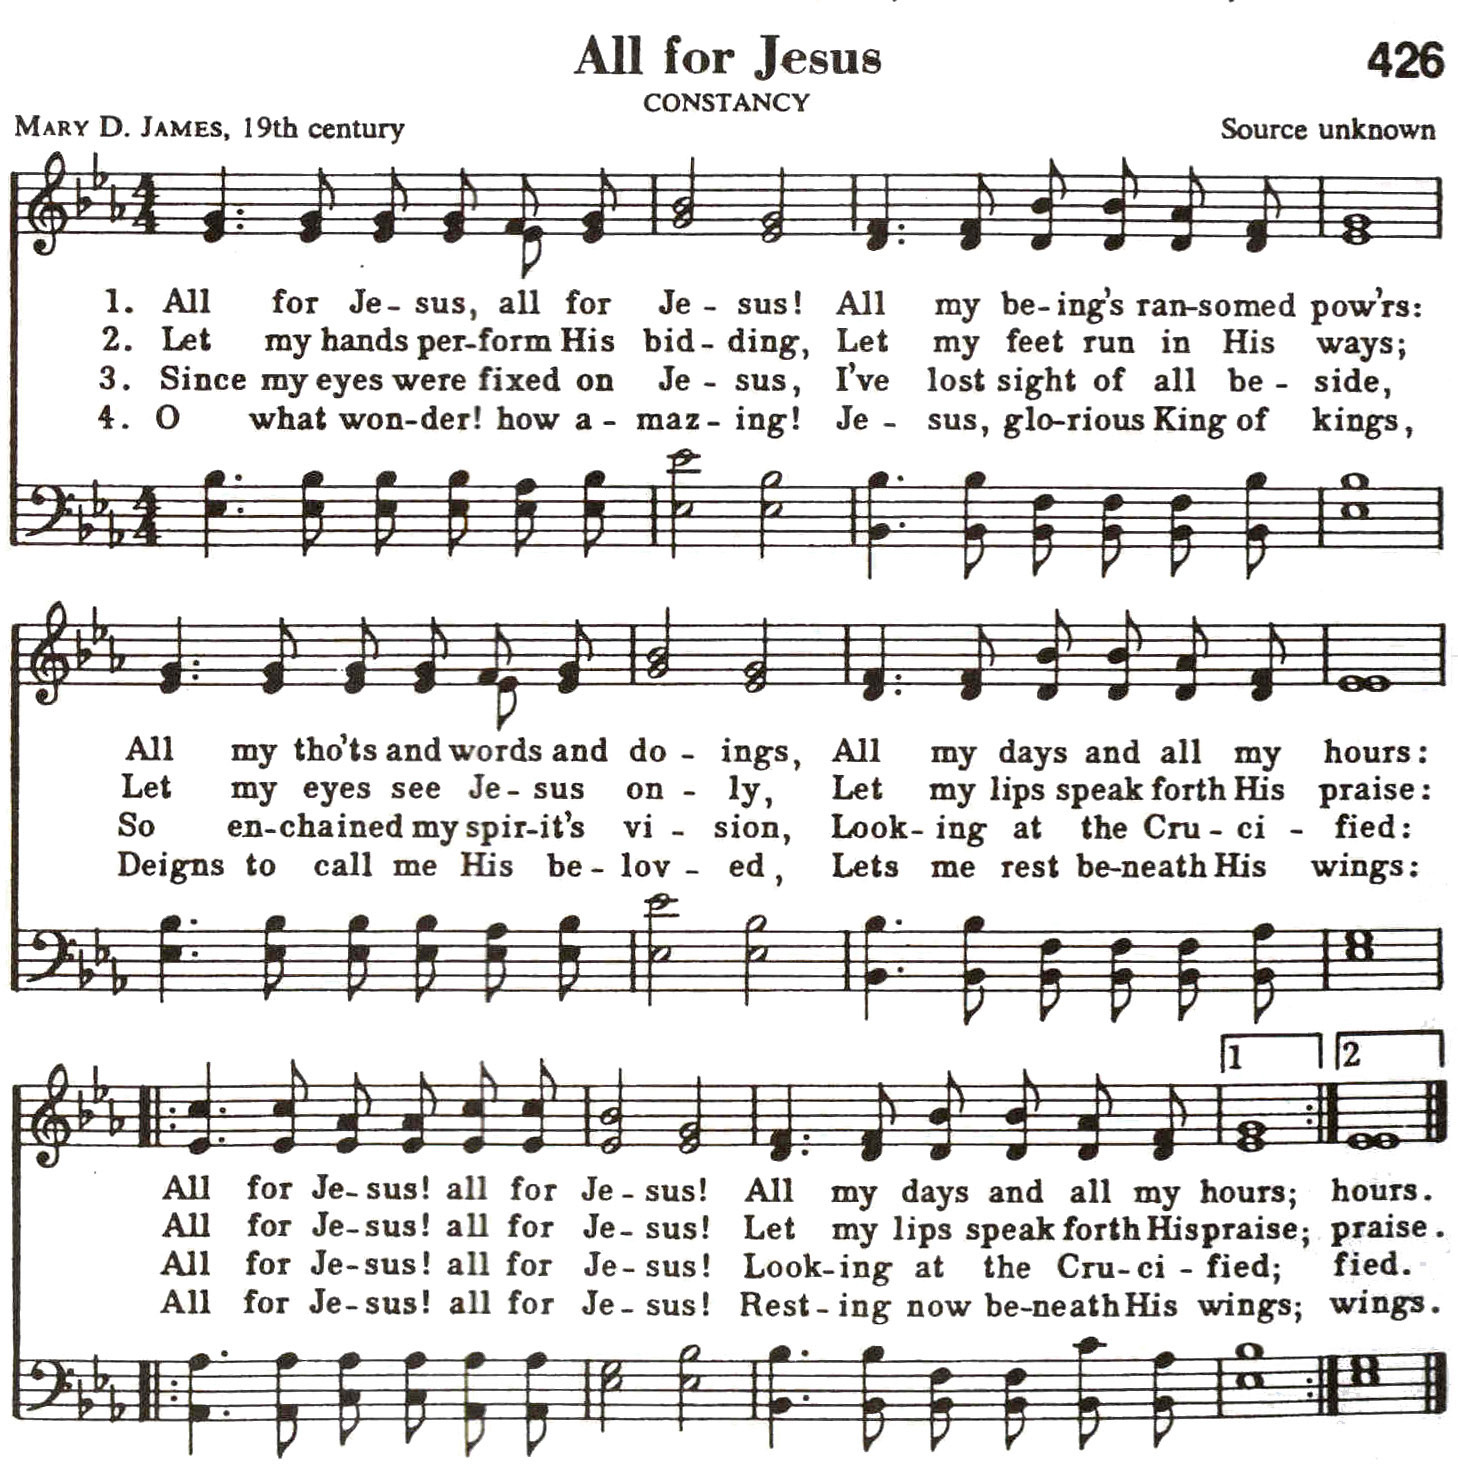 All for Jesus
426
CONSTANCY
MARY D. JAMES, 19th century
Source unknown
1. All for Je-sus, all for Je-sus! All my be-ing's ran-somed pow'rs:
2. Let my hands per-form His bid-ding, Let my feet run in His ways;
3. Since my eyes were fixed on Je-sus, I've lost sight of all be-side,
4. O what won-der! how a-maz-ing! Je-sus, glo-rious King of kings,
All my tho'ts and words and do-ings, All my days and all my hours:
Let my eyes see Je-sus on-ly, Let my lips speak forth His praise:
So en-chained my spir-it's vi-sion, Look-ing at the Cru-ci-fied:
Deigns to call me His be-lov-ed, Lets me rest be-neath His wings:
1 2
All for Je-sus! all for Je-sus! All my days and all my hours; hours.
All for Je-sus! all for Je-sus! Let my lips speak forth His praise; praise.
All for Je-sus! all for Je-sus! Look-ing at the Cru-ci-fied; fied.
All for Je-sus! all for Je-sus! Rest-ing now be-neath His wings; wings.